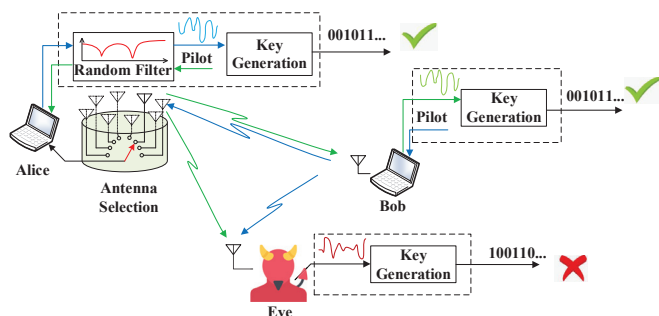 001011...
Key
Generation
Pilot
Random Filter
001011...
Key
Generation
Pilot
Alice
Antenna
Selection
Bob
100110...
Key
Generation
Eve